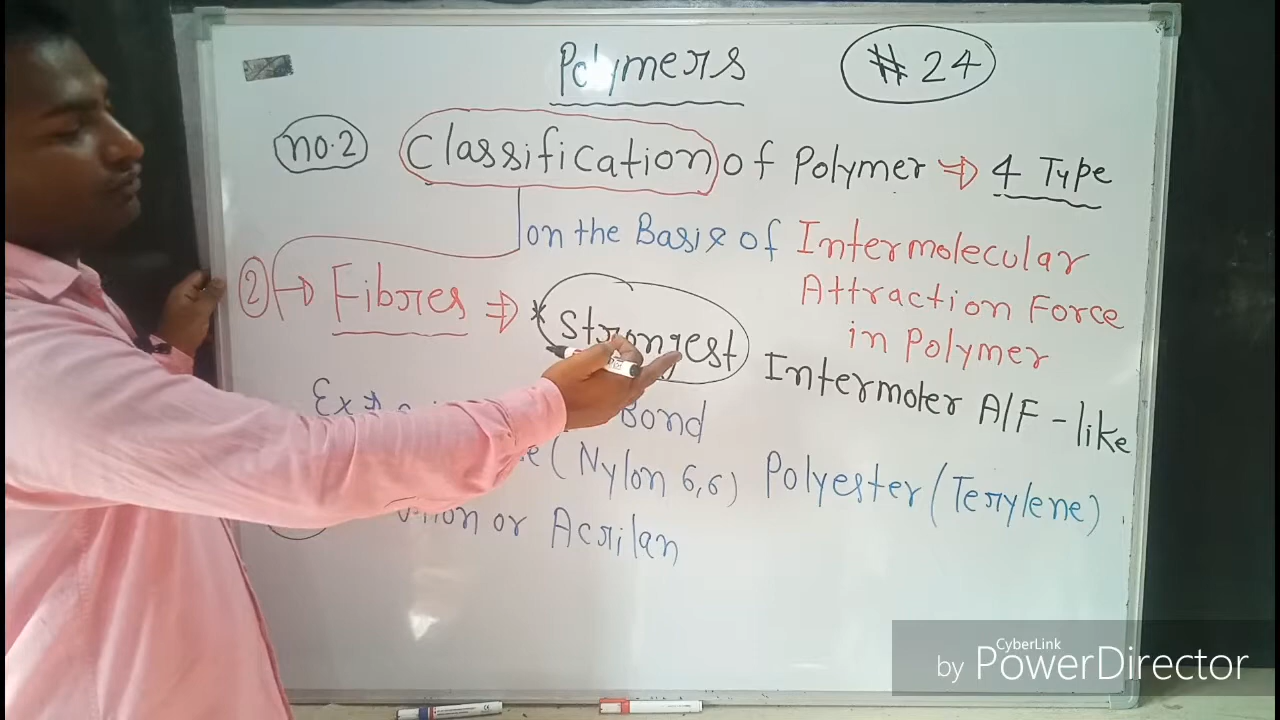 Polymers
# 24
no.2 Classification of Polymer ⇒ 4 Type
on the Basis of Intermolecular
Attraction Force
in Polymer
2 → Fibres ⇒ * Strongest
Intermoler A/F - like
Bond
(Nylon 6,6) Polyester (Terylene)
or Acrilan
CyberLink
by PowerDirector